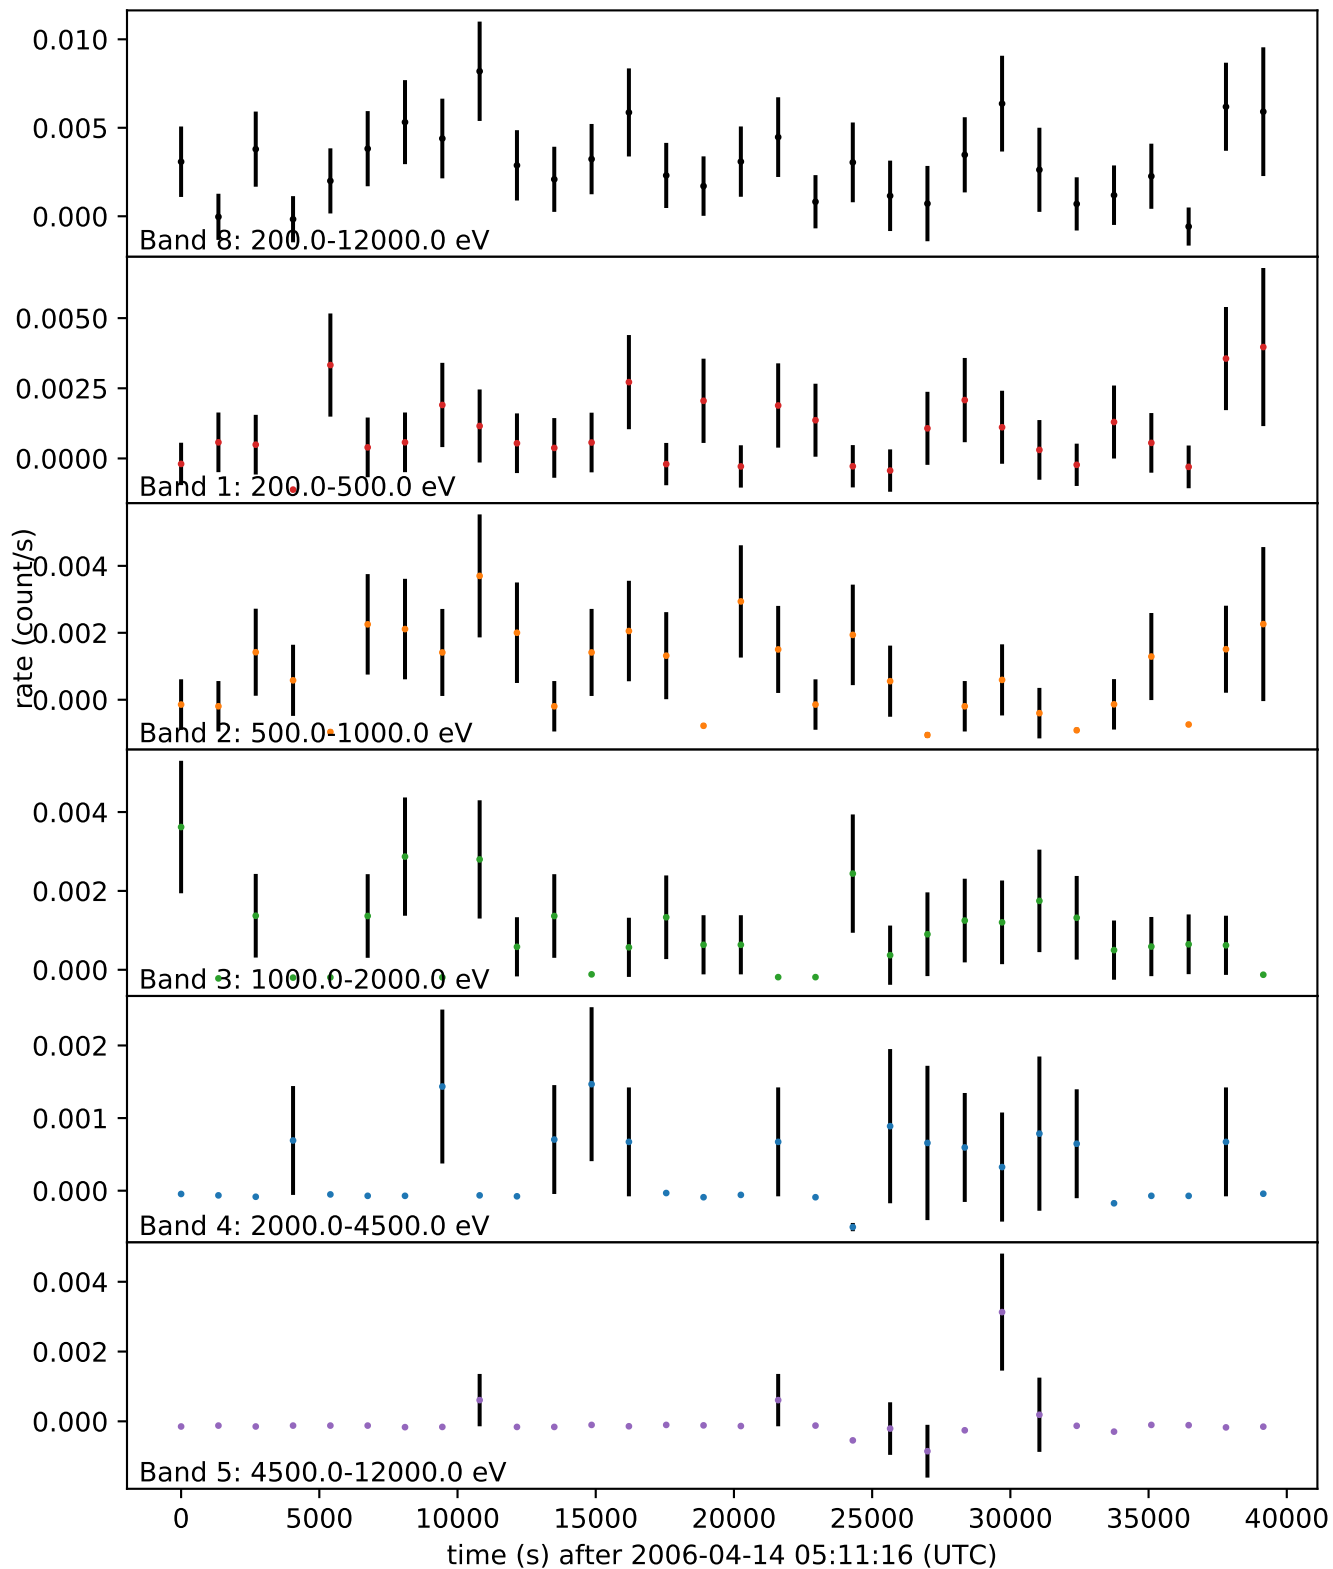 0.010
0.005
0.000
Band 8: 200.0-12000.0 eV
0.0050
0.0025
0.0000
Band 1: 200.0-500.0 eV
rate (count/s)
0.004
0.002
0.000
Band 2: 500.0-1000.0 eV
0.004
0.002
0.000
Band 3: 1000.0-2000.0 eV
0.002
0.001
0.000
Band 4: 2000.0-4500.0 eV
0.004
0.002
0.000
Band 5: 4500.0-12000.0 eV
0 5000 10000 15000 20000 25000 30000 35000 40000
time (s) after 2006-04-14 05:11:16 (UTC)